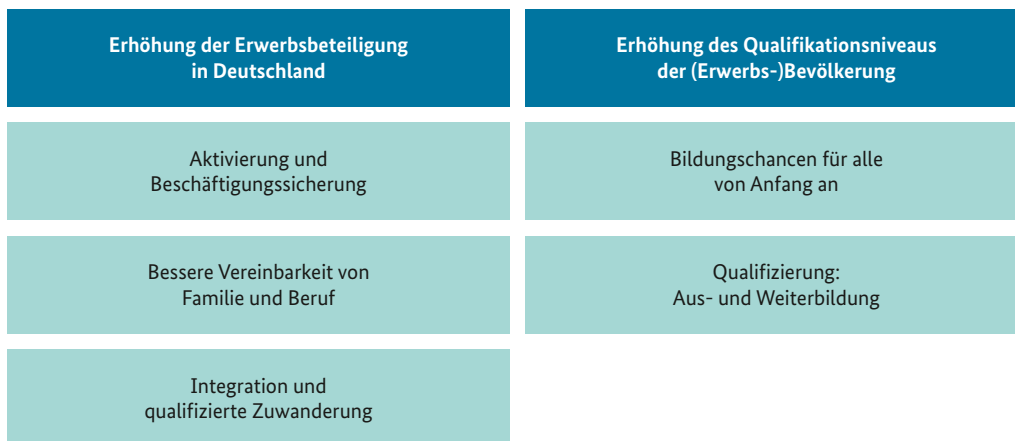 Erhöhung der Erwerbsbeteiligung
in Deutschland
Aktivierung und
Beschäftigungssicherung
Bessere Vereinbarkeit von
Familie und Beruf
Integration und
qualifizierte Zuwanderung
Erhöhung des Qualifikationsniveaus
der (Erwerbs-)Bevölkerung
Bildungschancen für alle
von Anfang an
Qualifizierung:
Aus- und Weiterbildung